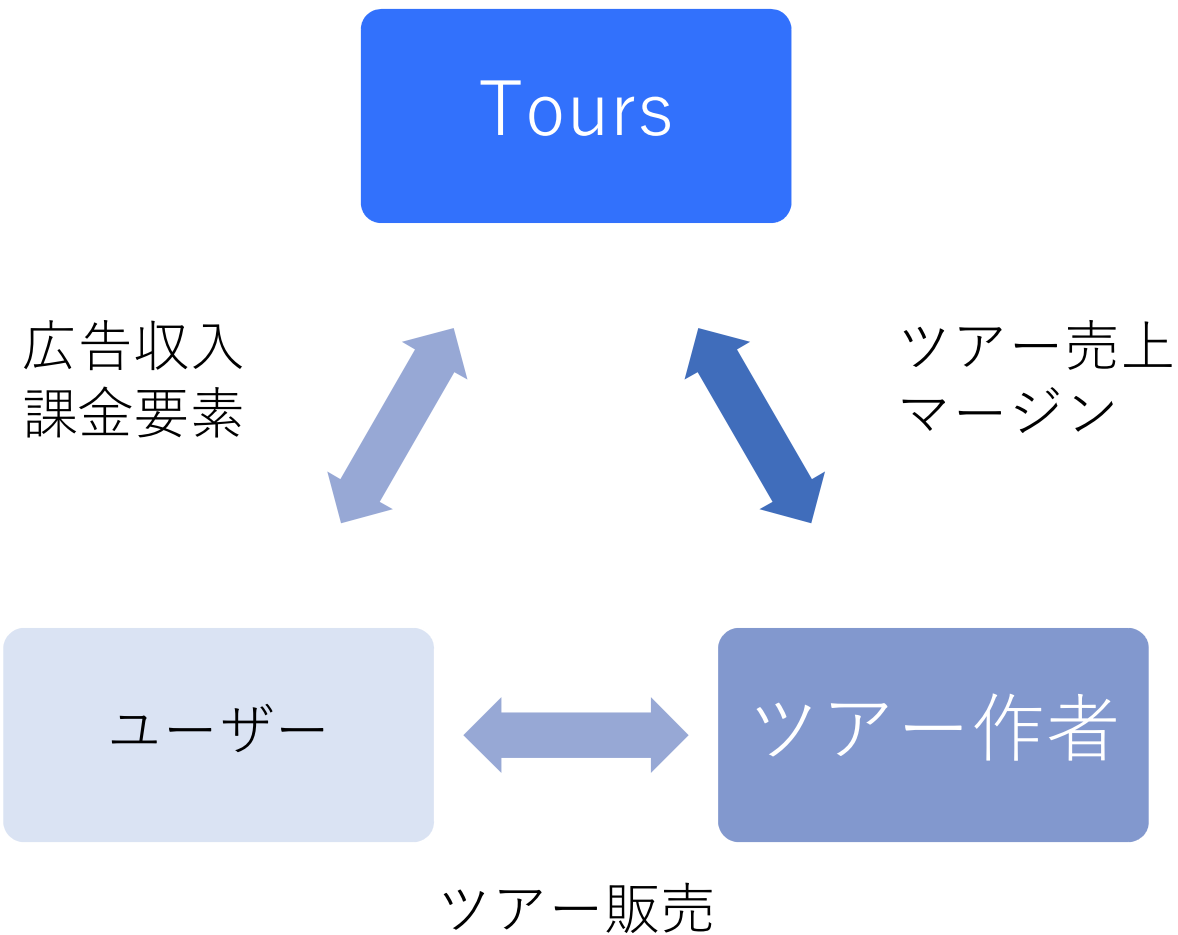 Tours
広告収入
課金要素
ツアー売上
マージン
ユーザー
ツアー作者
ツアー販売